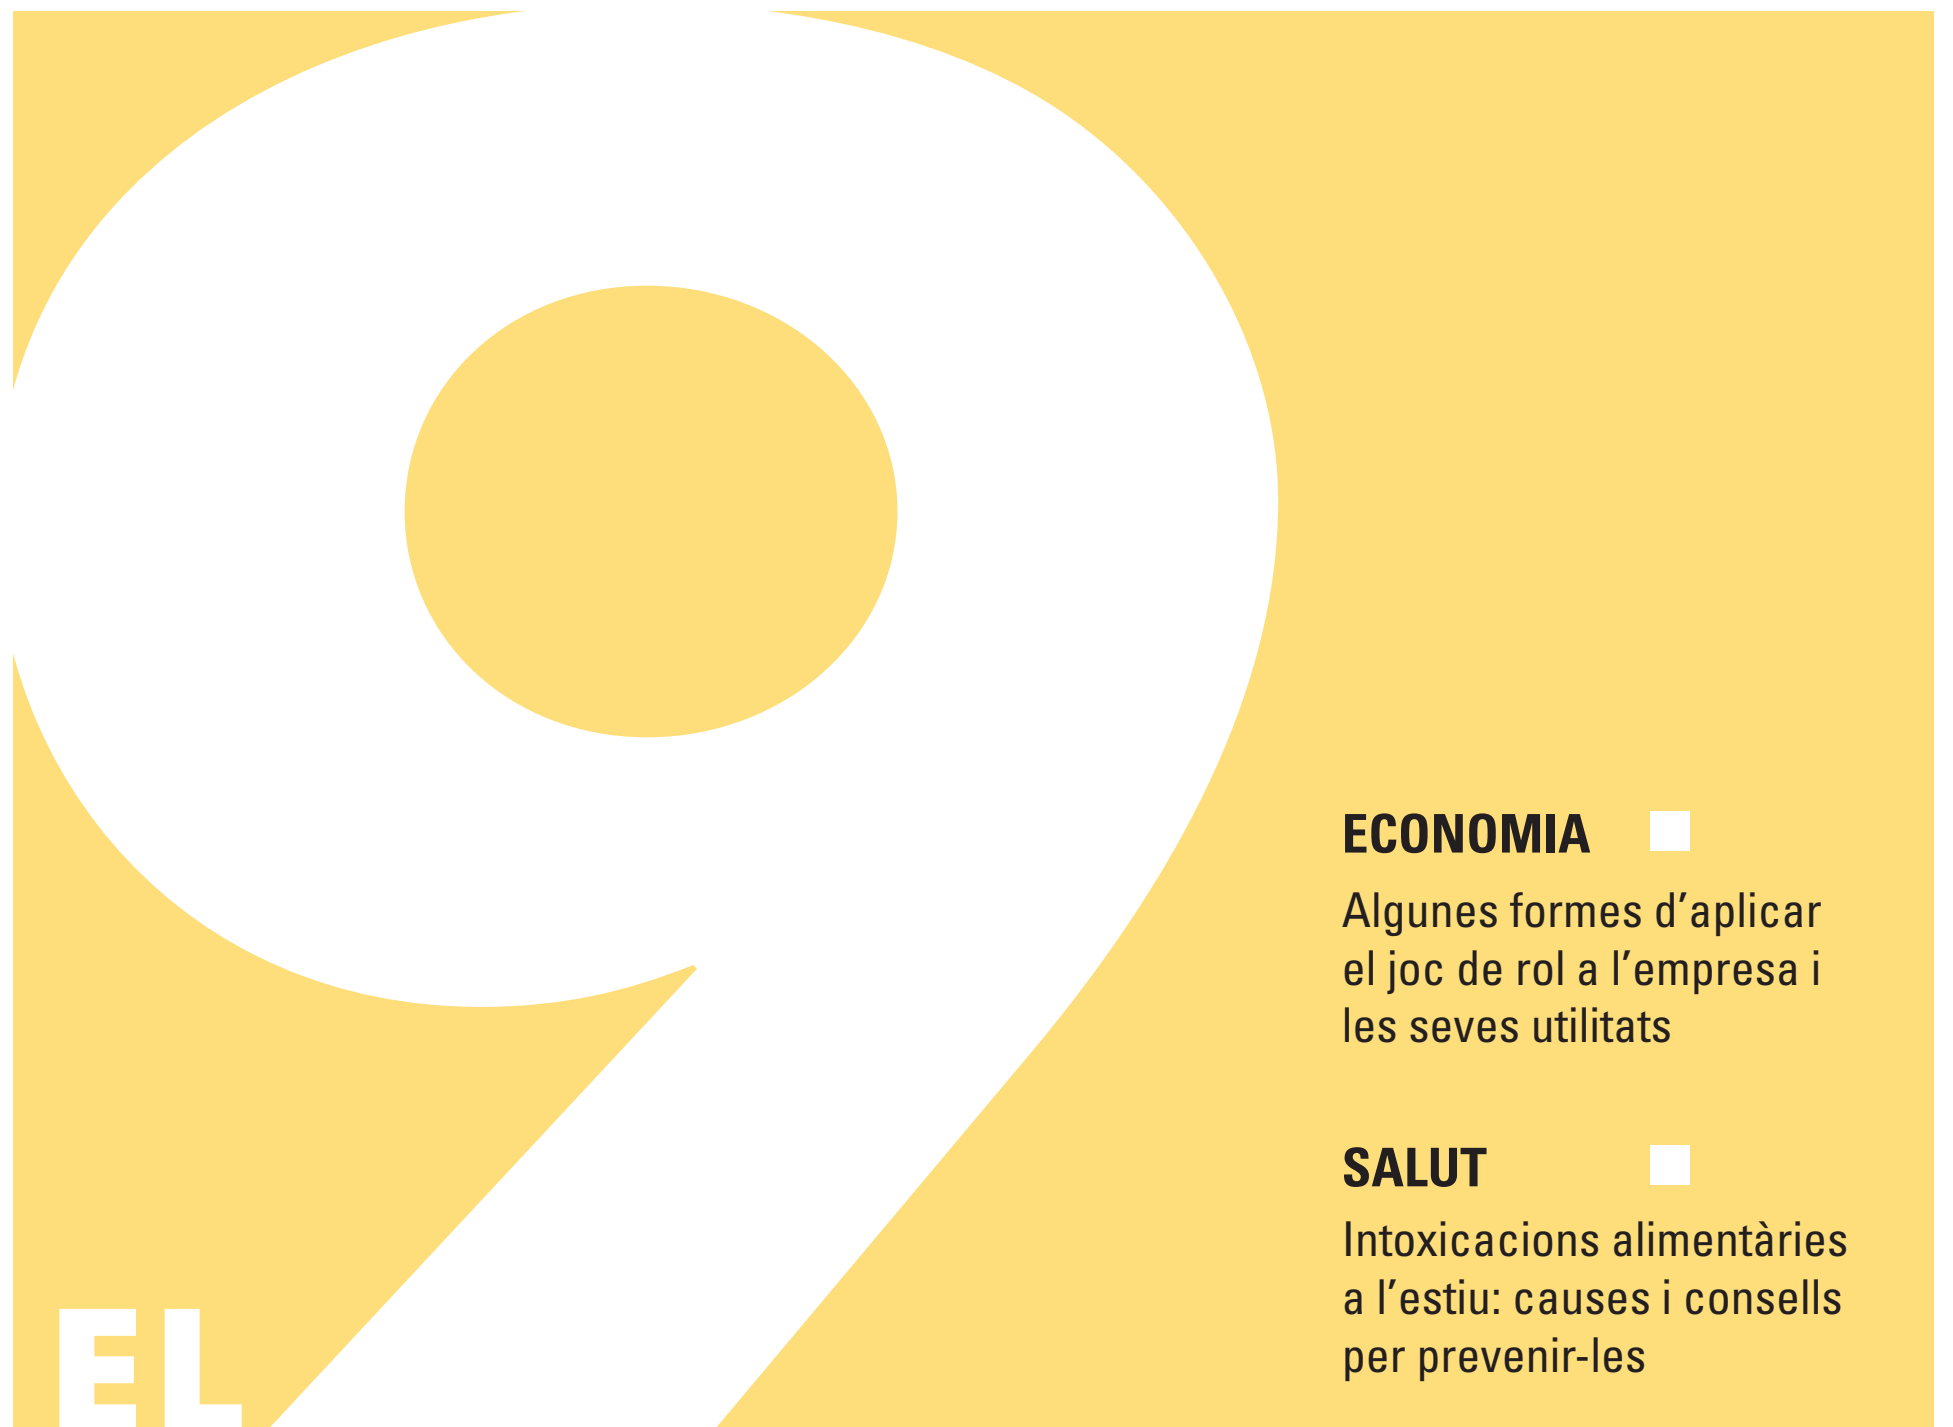 9
ECONOMIA
Algunes formes d’aplicar
el joc de rol a l’empresa i
les seves utilitats
SALUT
Intoxicacions alimentàries
a l’estiu: causes i consells
per prevenir-les
EL